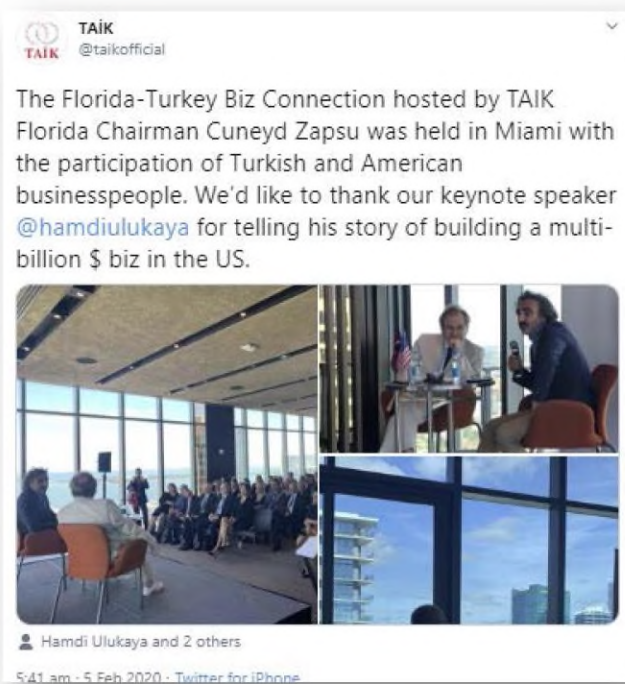 TAİK
@taikofficial
TAİK
The Florida-Turkey Biz Connection hosted by TAIK
Florida Chairman Cuneyd Zapsu was held in Miami with
the participation of Turkish and American
businesspeople. We'd like to thank our keynote speaker
@hamdiulukaya for telling his story of building a multi-
billion $ biz in the US.
Hamdi Ulukaya and 2 others
5:41 am · 5 Feb 2020 · Twitter for iPhone